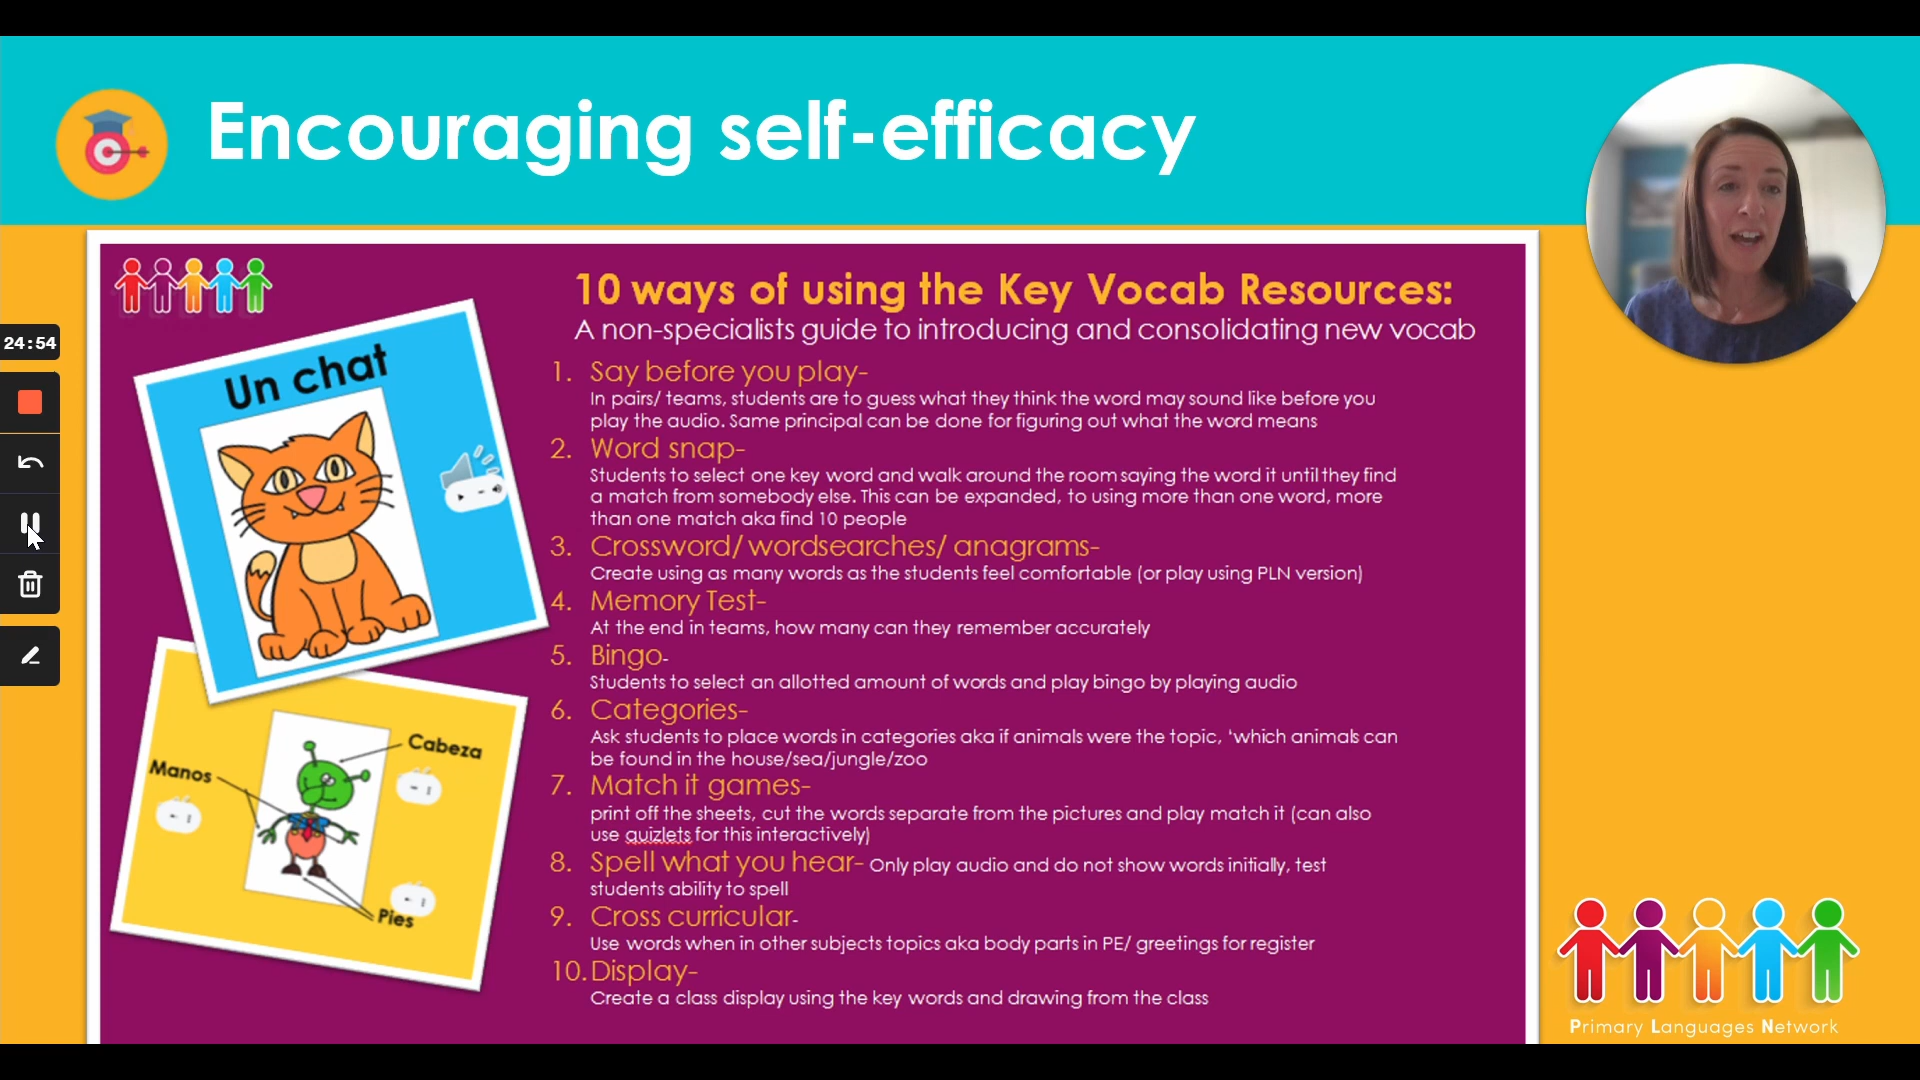 Encouraging self-efficacy
10 ways of using the Key Vocab Resources:
A non-specialists guide to introducing and consolidating new vocab
Un chat
24:54
1. Say before you play-
In pairs/ teams, students are to guess what they think the word may sound like before you
play the audio. Same principal can be done for figuring out what the word means
2. Word snap-
Students to select one key word and walk around the room saying the word it until they find
a match from somebody else. This can be expanded, to using more than one word, more
than one match aka find 10 people
3. Crossword/ wordsearches/ anagrams-
Create using as many words as the students feel comfortable (or play using PLN version)
4. Memory Test-
At the end in teams, how many can they remember accurately
5. Bingo-
Students to select an allotted amount of words and play bingo by playing audio
6. Categories-
Ask students to place words in categories aka if animals were the topic, ‘which animals can
be found in the house/sea/jungle/zoo
7. Match it games-
print off the sheets, cut the words separate from the pictures and play match it (can also
use quizlets for this interactively)
8. Spell what you hear- Only play audio and do not show words initially, test
students ability to spell
9. Cross curricular-
Use words when in other subjects topics aka body parts in PE/ greetings for register
10. Display-
Create a class display using the key words and drawing from the class
Cabeza
Manos
Pies
Primary Languages Network